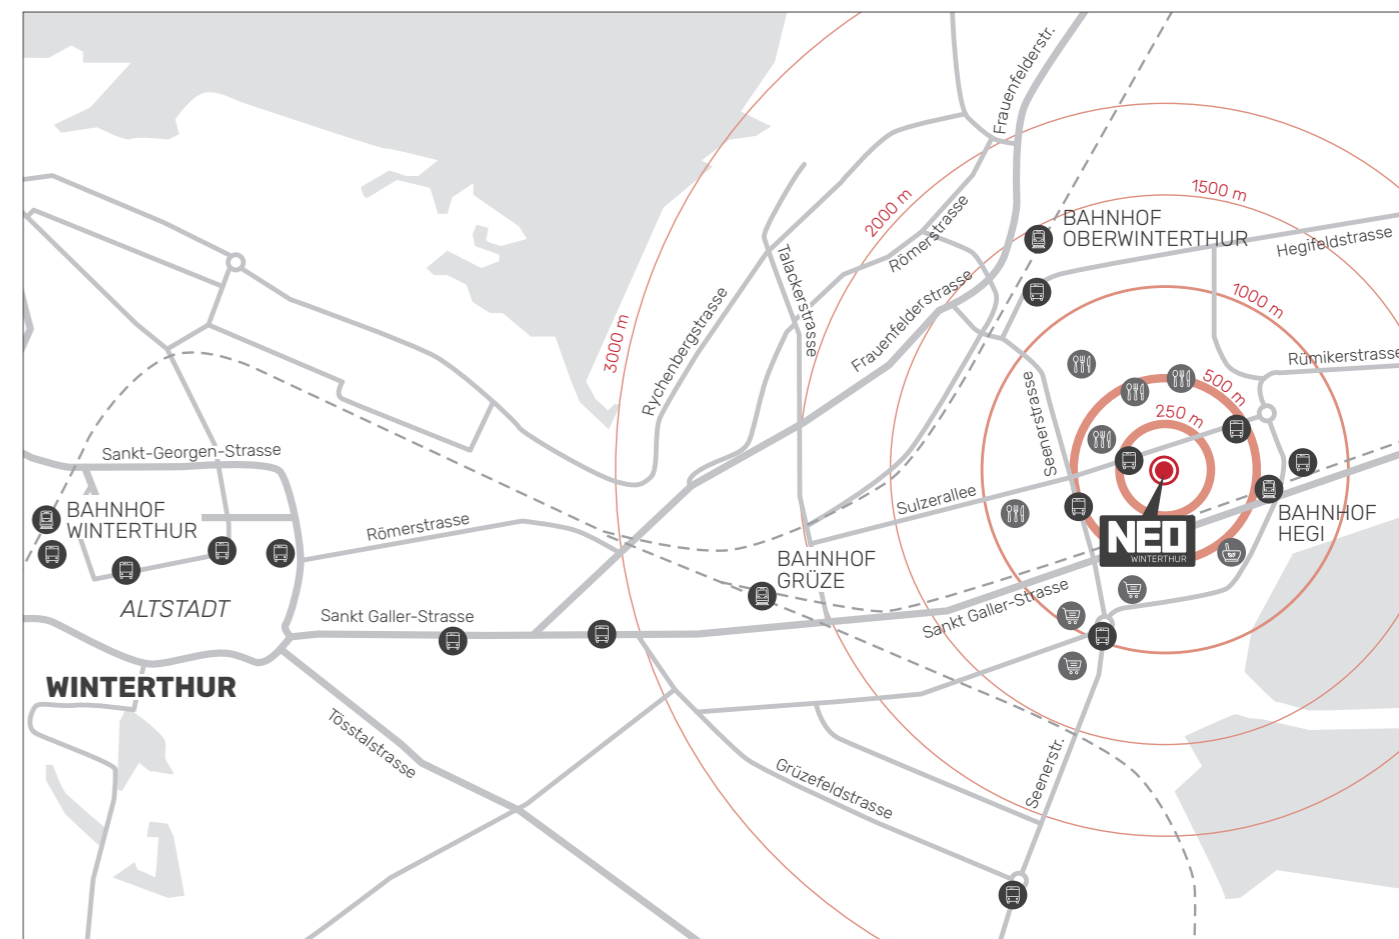 Frauenfelderstr.
1500 m
2000 m
BAHNHOF
OBERWINTERTHUR
Hegifeldstrasse
Römerstrasse
Talackerstrasse
1000 m
Frauenfelderstrasse
Rychenbergstrasse
3000 m
Rümikerstrasse
500 m
250 m
Seenerstrasse
Sankt-Georgen-Strasse
Sulzerallee
BAHNHOF
WINTERTHUR
Römerstrasse
BAHNHOF
HEGI
NEO
WINTERTHUR
BAHNHOF
GRÜZE
ALTSTADT
Sankt Galler-Strasse
Sankt Galler-Strasse
WINTERTHUR
Tösstalstrasse
Grüzefeldstrasse
Seenerstr.